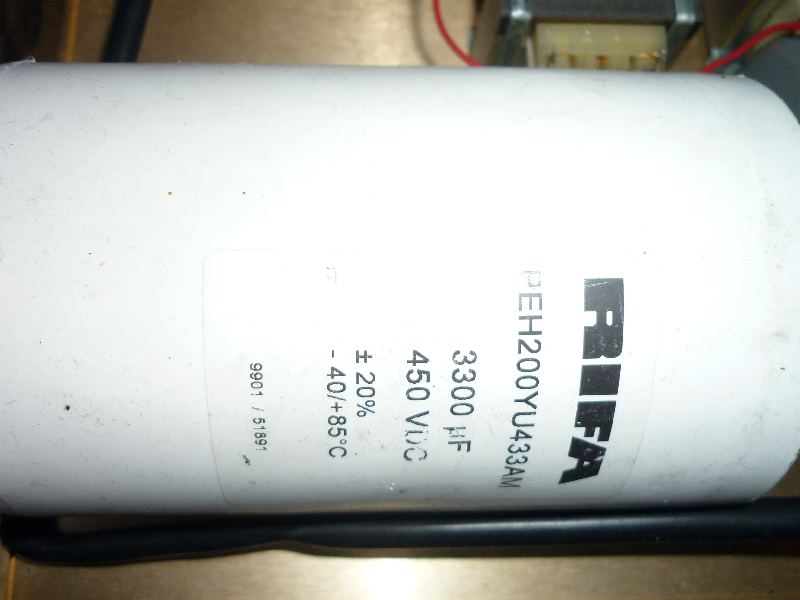 RIFA
PEH200YU433AM
3300 µF
450 VDC
± 20%
- 40/+85°C
9901 / 51891